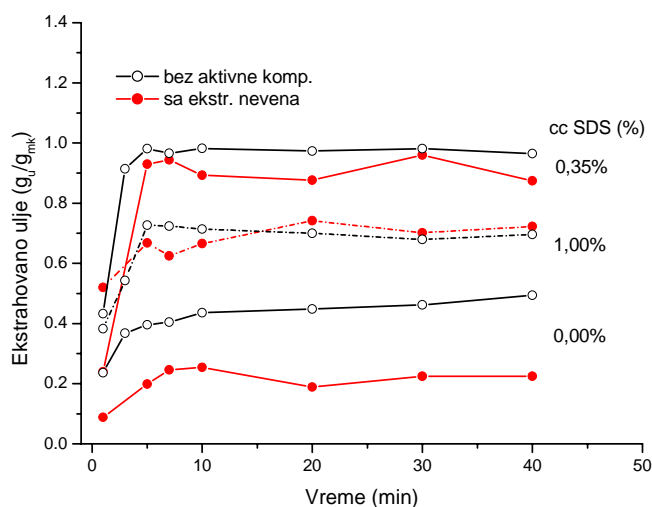 1.4
1.2
1.0
0.8
0.6
0.4
0.2
0.0
Ekstrahovano ulje (gu/gmk)
bez aktivne komp.
sa ekstr. nevena
cc SDS (%)
0,35%
1,00%
0,00%
0 10 20 30 40 50
Vreme (min)